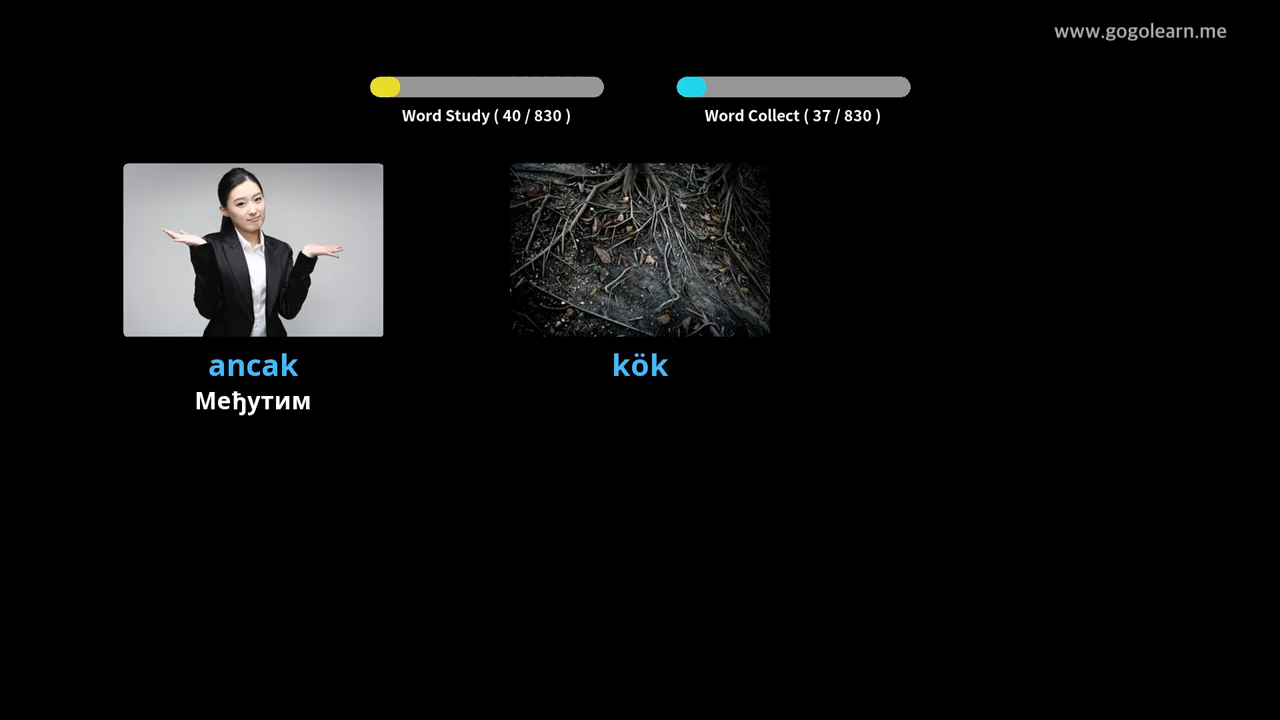 www.gogolearn.me
Word Study ( 40 / 830 )
Word Collect ( 37 / 830 )
ancak
Међутим
kök